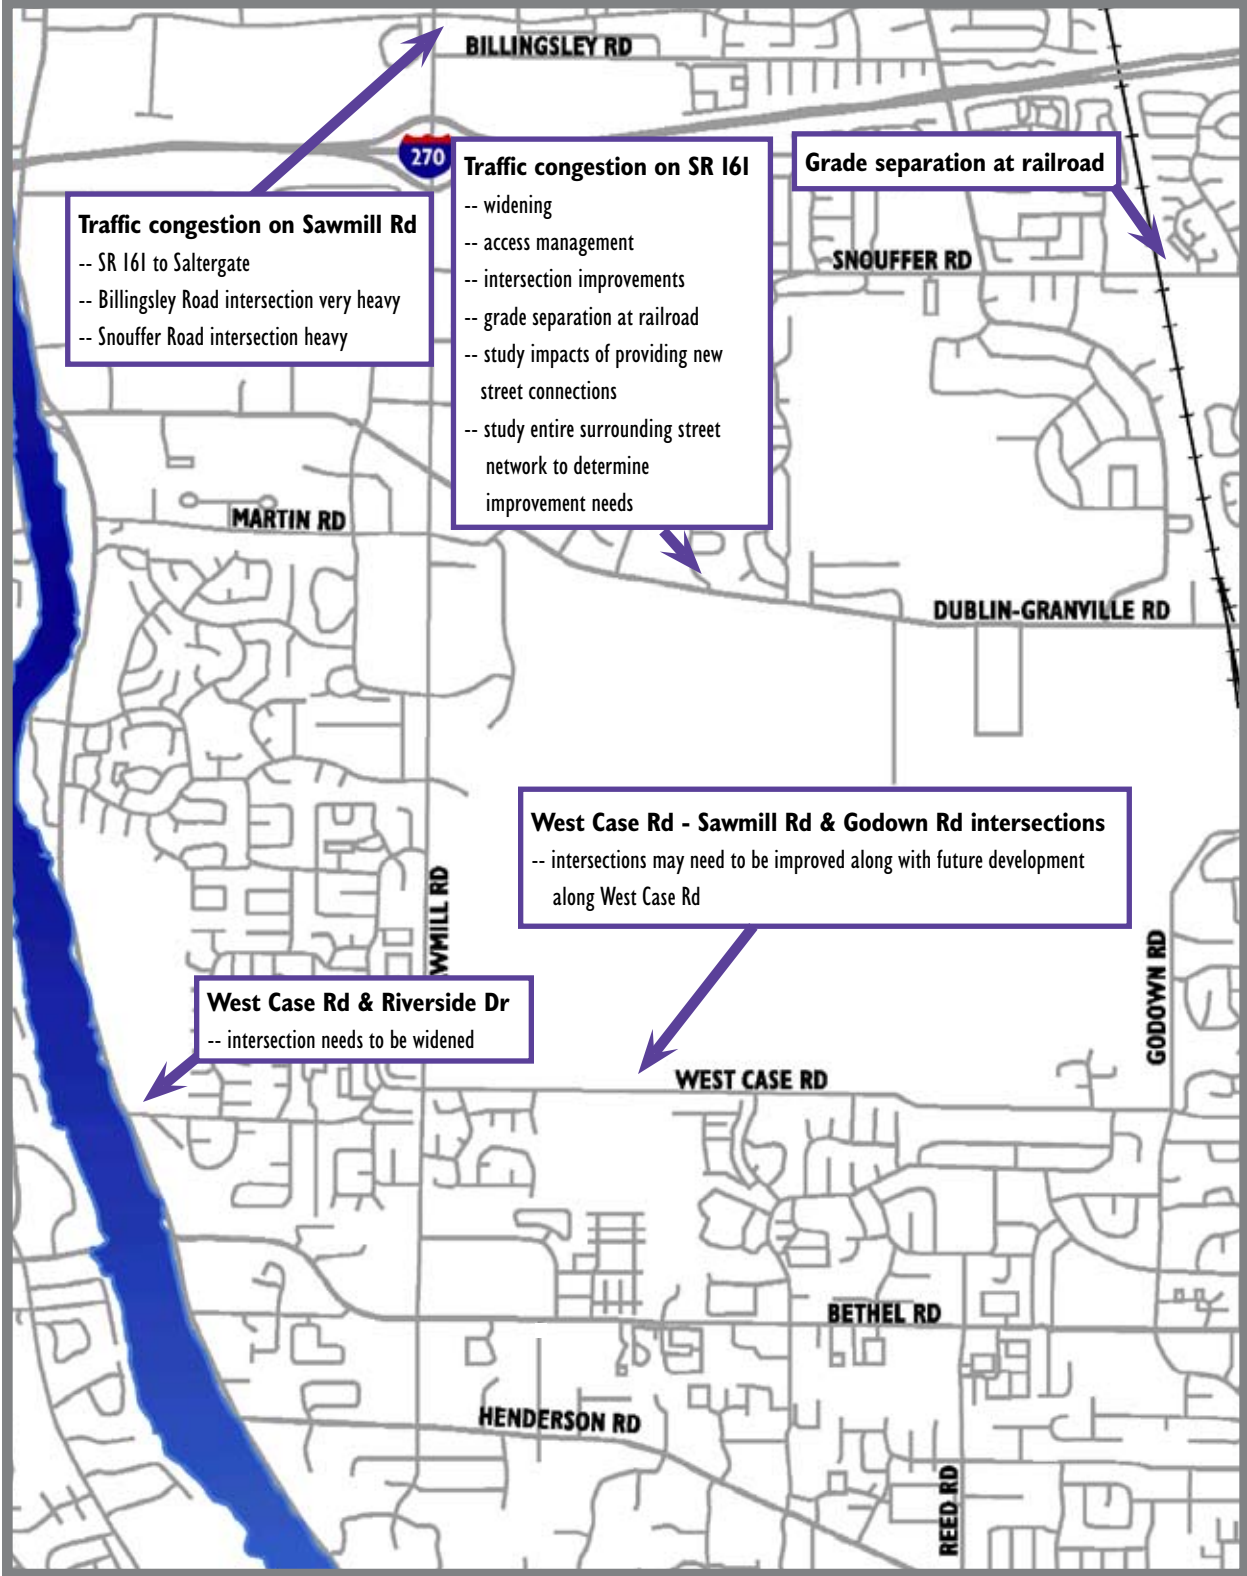 BILLINGSLEY RD
270
Traffic congestion on Sawmill Rd
-- SR 161 to Saltergate
-- Billingsley Road intersection very heavy
-- Snouffer Road intersection heavy
Traffic congestion on SR 161
-- widening
-- access management
-- intersection improvements
-- grade separation at railroad
-- study impacts of providing new
street connections
-- study entire surrounding street
network to determine
improvement needs
Grade separation at railroad
SNOUFFER RD
MARTIN RD
DUBLIN-GRANVILLE RD
West Case Rd - Sawmill Rd & Godown Rd intersections
-- intersections may need to be improved along with future development
along West Case Rd
WMILL RD
GODOWN RD
West Case Rd & Riverside Dr
-- intersection needs to be widened
WEST CASE RD
BETHEL RD
HENDERSON RD
REED RD